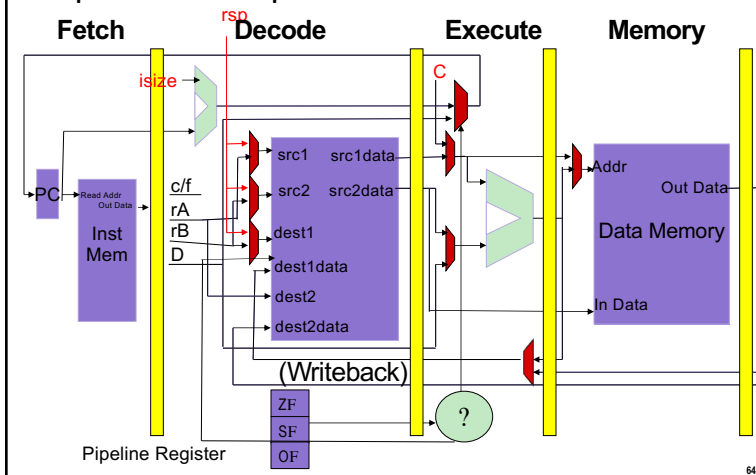 Fetch
Decode
Execute
Memory
rsp
isize
C
PC
Read Addr
Out Data
Inst
Mem
c/f
rA
rB
D
src1
src1data
src2
src2data
dest1
dest1data
dest2
dest2data
Addr
Out Data
Data Memory
In Data
(Writeback)
ZF
SF
OF
?
Pipeline Register
64